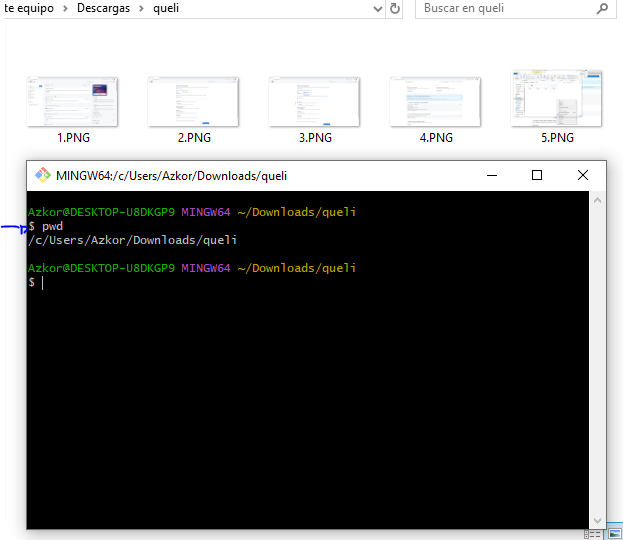 te equipo > Descargas > queli
Buscar en queli
1.PNG 2.PNG 3.PNG 4.PNG 5.PNG
MINGW64:/c/Users/Azkor/Downloads/queli
Azkor@DESKTOP-U8DKGP9 MINGW64 ~/Downloads/queli
$ pwd
/c/Users/Azkor/Downloads/queli
Azkor@DESKTOP-U8DKGP9 MINGW64 ~/Downloads/queli
$